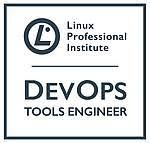 Linux
Professional
Institute
DEVOPS
TOOLS ENGINEER